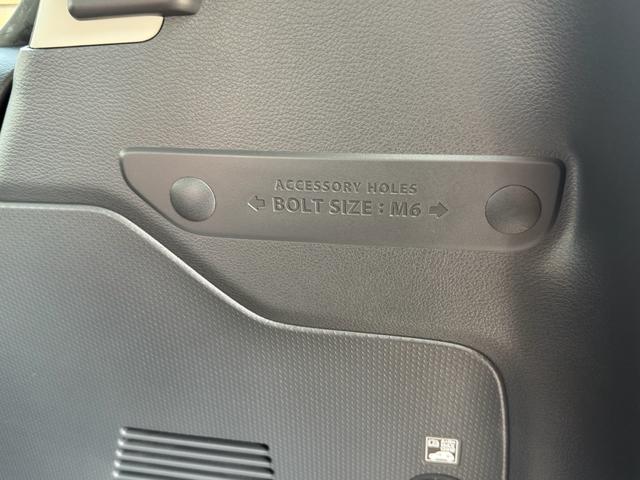 ACCESSORY HOLES
⇦ BOLT SIZE : M6 ⇨